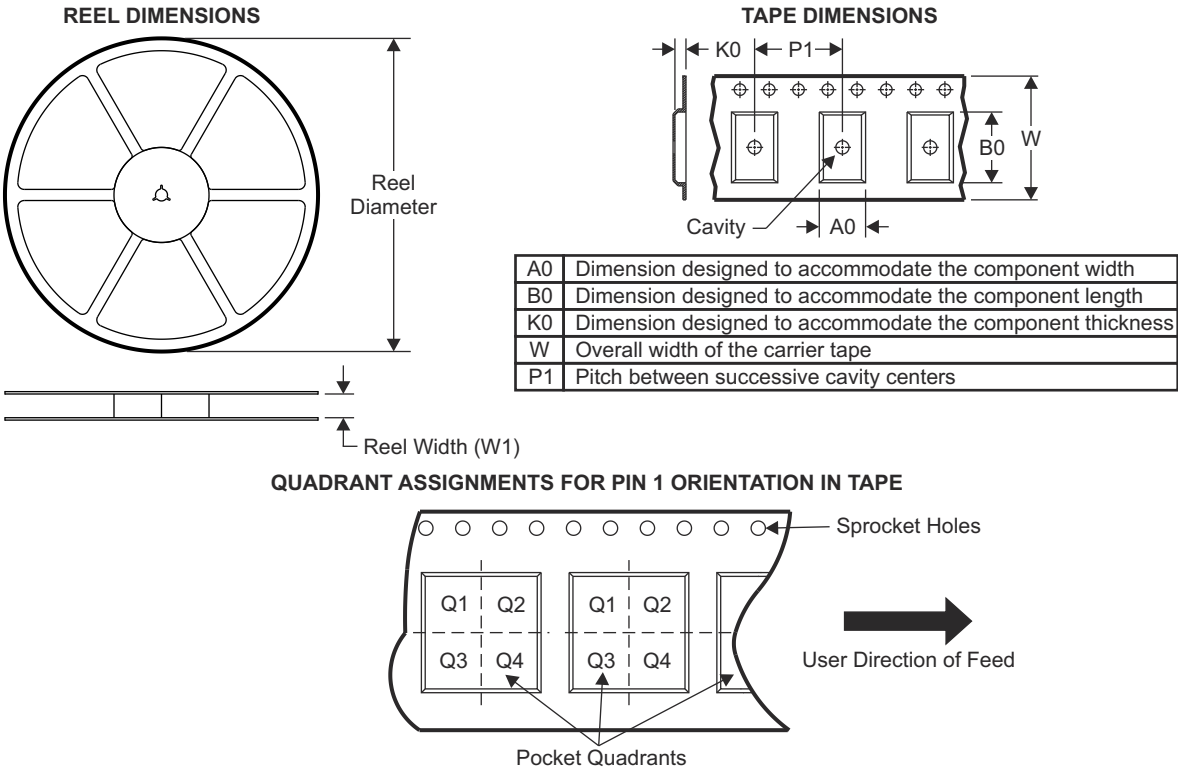 REEL DIMENSIONS
Reel
Diameter
Reel Width (W1)
TAPE DIMENSIONS
K0
P1
B0
W
Cavity
A0
A0 Dimension designed to accommodate the component width
B0 Dimension designed to accommodate the component length
K0 Dimension designed to accommodate the component thickness
W Overall width of the carrier tape
P1 Pitch between successive cavity centers
QUADRANT ASSIGNMENTS FOR PIN 1 ORIENTATION IN TAPE
Sprocket Holes
Q1 Q2 Q1 Q2
Q3 Q4 Q3 Q4
User Direction of Feed
Pocket Quadrants